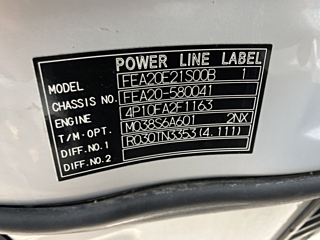 POWER LINE LABEL
MODEL FEA20E21S00B 1
CHASSIS NO. FEA20-580041
ENGINE 4P10FA2F1163
T/M·OPT. M038S6A601 2NX
DIFF.NO.1 R0301N3353(4.111)
DIFF.NO.2